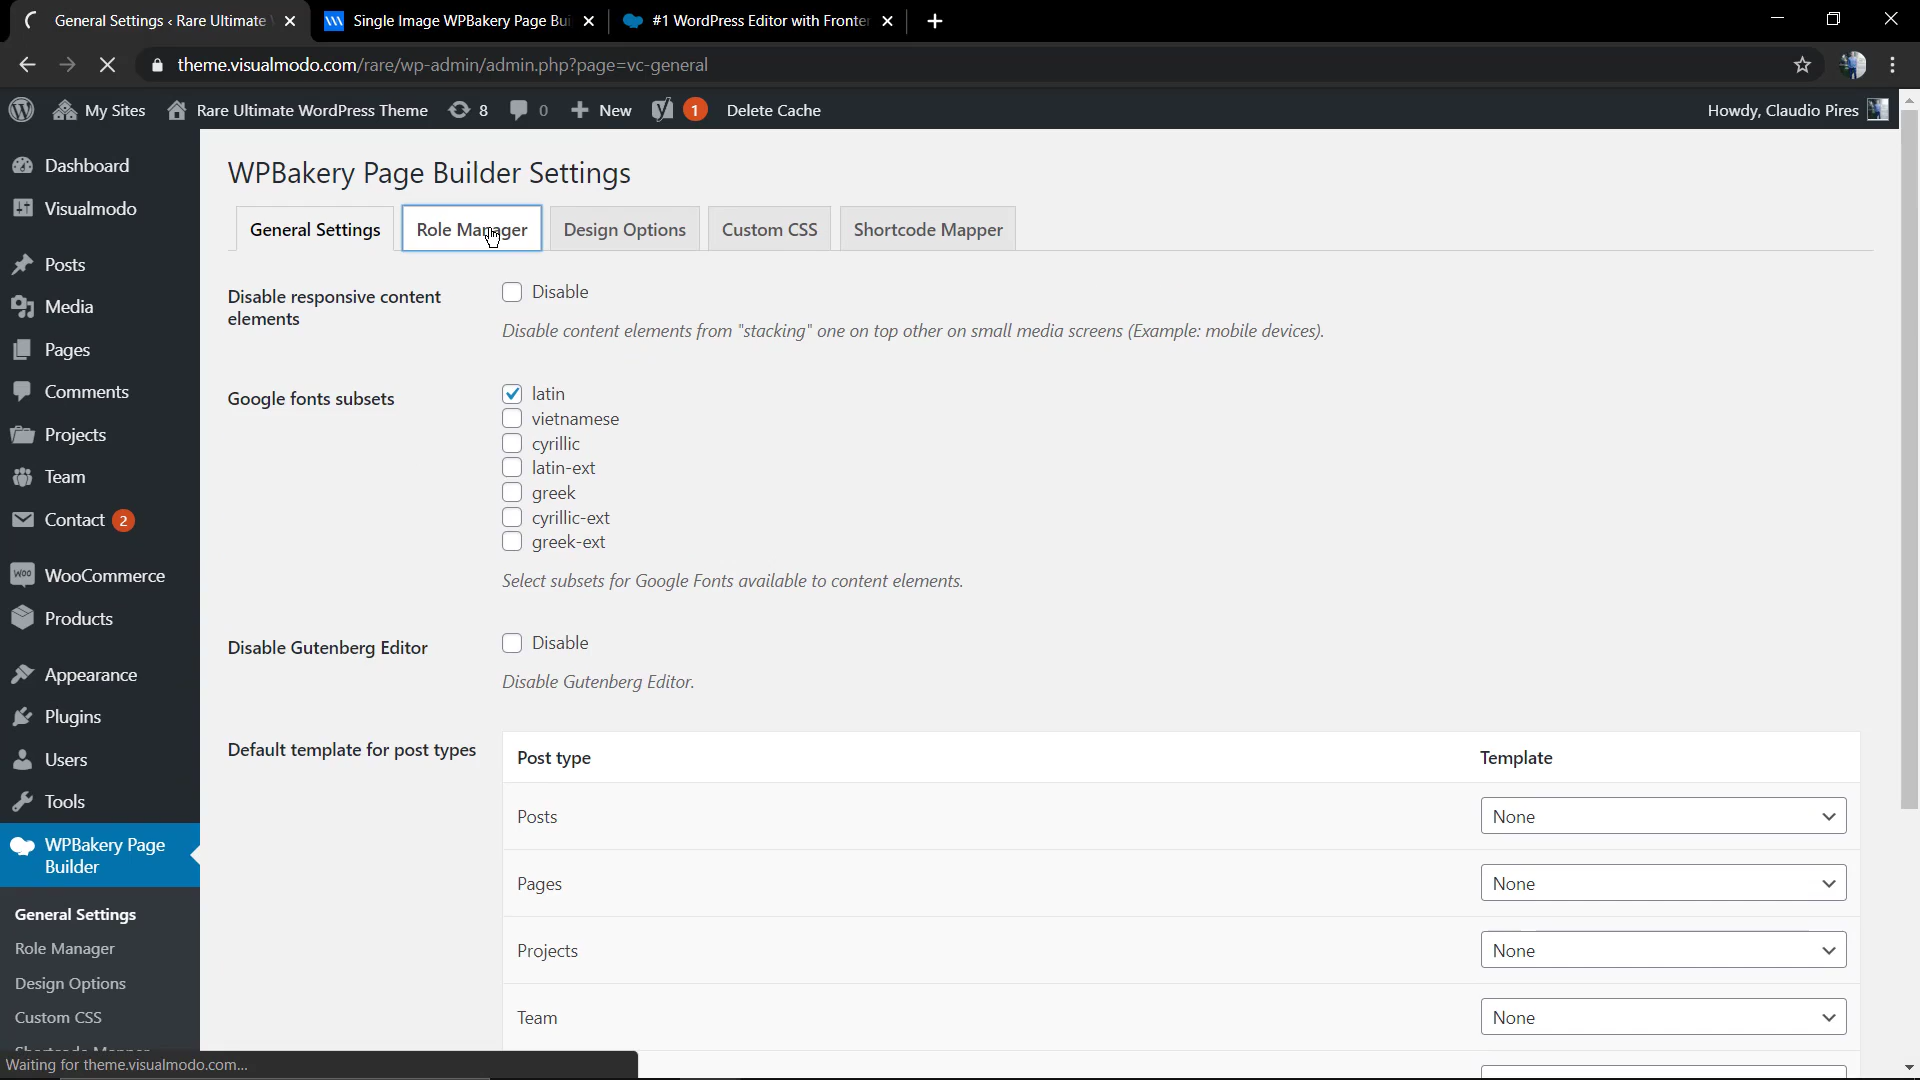 General Settings ‹ Rare Ultimate
Single Image WPBakery Page Bui
#1 WordPress Editor with Fronten
theme.visualmodo.com/rare/wp-admin/admin.php?page=vc-general
My Sites
Rare Ultimate WordPress Theme
8
0
New
1
Delete Cache
Howdy, Claudio Pires
Dashboard
Visualmodo
Posts
Media
Pages
Comments
Projects
Team
Contact 2
WooCommerce
Products
Appearance
Plugins
Users
Tools
WPBakery Page
Builder
General Settings
Role Manager
Design Options
Custom CSS
Waiting for theme.visualmodo.com...
WPBakery Page Builder Settings
General Settings
Role Manager
Design Options
Custom CSS
Shortcode Mapper
Disable responsive content
elements
Disable
Disable content elements from "stacking" one on top other on small media screens (Example: mobile devices).
Google fonts subsets
latin
vietnamese
cyrillic
latin-ext
greek
cyrillic-ext
greek-ext
Select subsets for Google Fonts available to content elements.
Disable Gutenberg Editor
Disable
Disable Gutenberg Editor.
Default template for post types
Post type
Template
Posts
None
Pages
None
Projects
None
Team
None